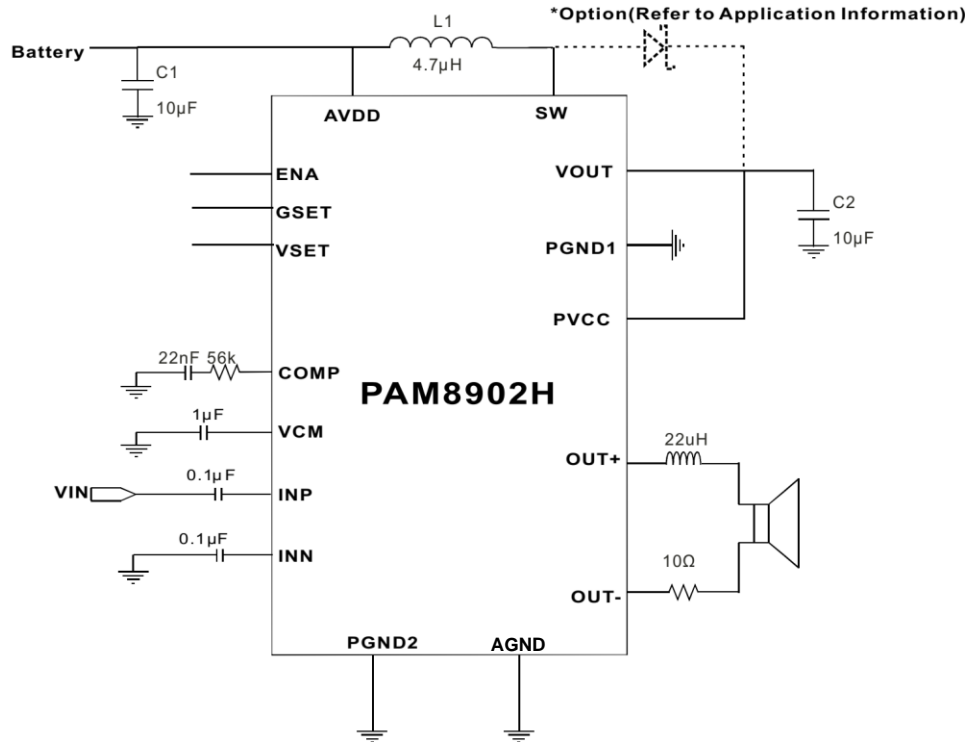 *Option(Refer to Application Information)
L1
Battery
4.7µH
C1
10µF
AVDD
SW
ENA
VOUT
GSET
C2
VSET
PGND1
10µF
PVCC
22nF 56k
COMP
PAM8902H
1µF
VCM
22uH
OUT+
0.1µF
VIN
INP
0.1µF
INN
10Ω
OUT-
PGND2
AGND